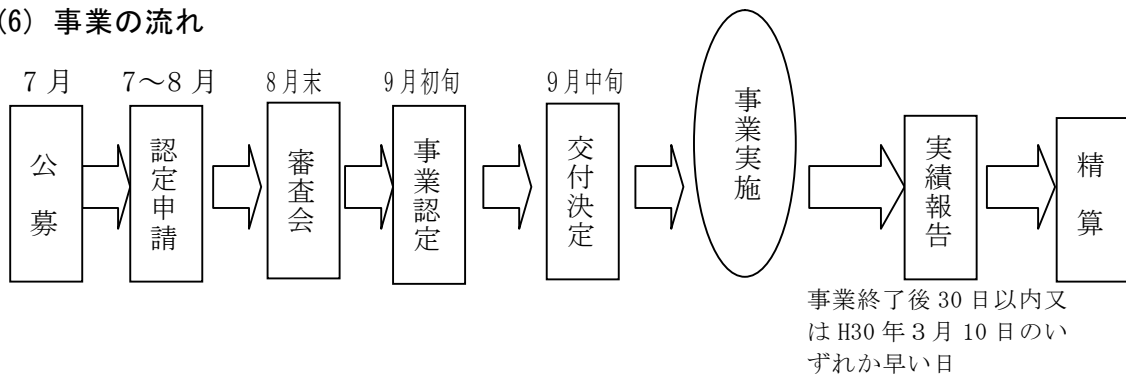 (6) 事業の流れ
7月
7～8月
8月末
9月初旬
9月中旬
公募
認定申請
審査会
事業認定
交付決定
事業実施
実績報告
精算
事業終了後30日以内又
はH30年３月10日のい
ずれか早い日